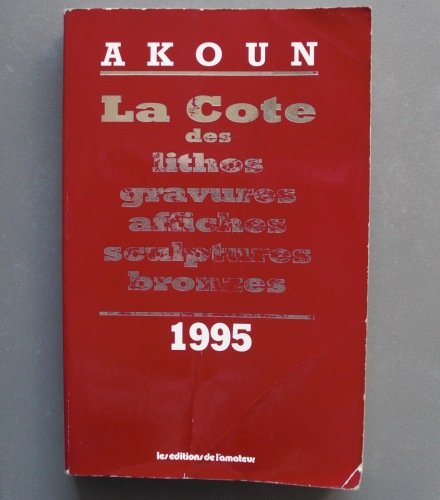 AKOUN
La Cote
des
lithos
gravures
affiches
sculptures
bronzes
1995
les editions de l'amateur